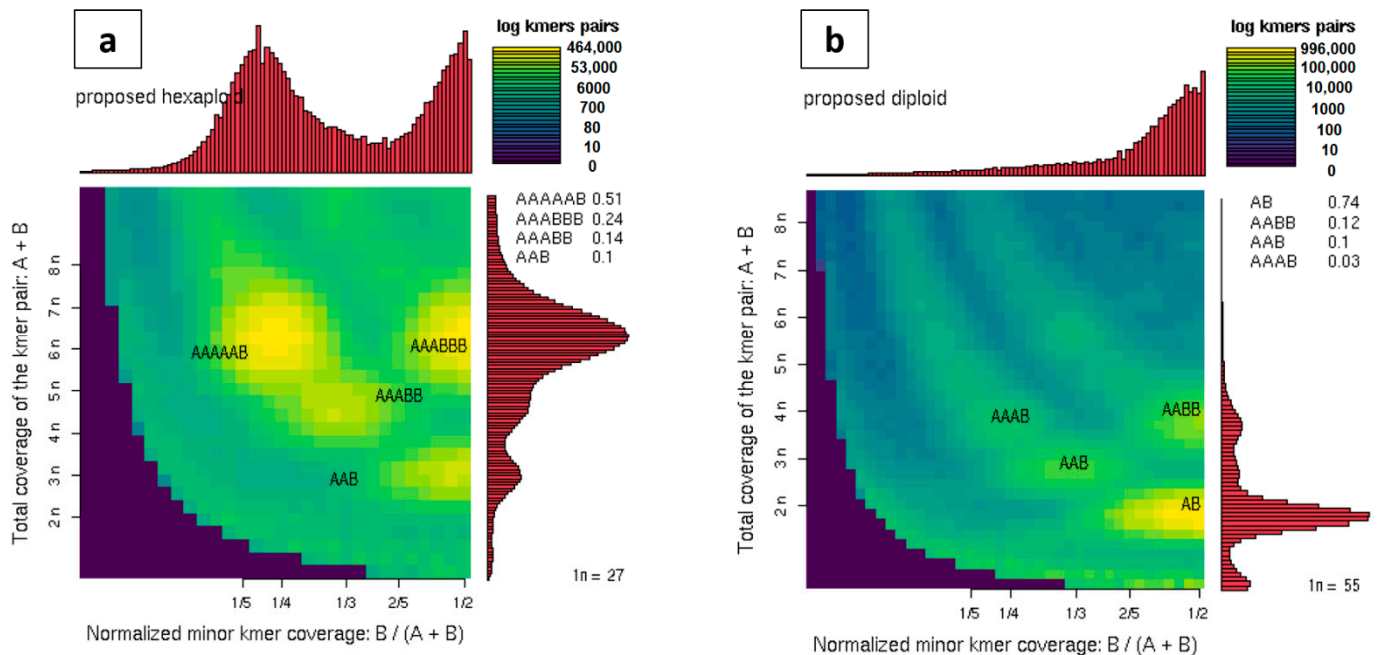 a
proposed hexaploid
log kmers pairs
464,000
53,000
6000
700
80
10
0
AAAAAB 0.51
AAABBB 0.24
AAABB 0.14
AAB 0.1
Total coverage of the kmer pair: A + B
8n
7n
6n
5n
4n
3n
2n
AAAAAB
AAABBB
AAABB
AAB
1n = 27
1/5
1/4
1/3
2/5
1/2
Normalized minor kmer coverage: B / (A + B)
b
proposed diploid
log kmers pairs
996,000
100,000
10,000
1000
100
10
10
0
AB 0.74
AABB 0.12
AAB 0.1
AAAB 0.03
Total coverage of the kmer pair: A + B
8n
7n
6n
5n
4n
3n
2n
AAAB
AABB
AAB
AB
1n = 55
1/5
1/4
1/3
2/5
1/2
Normalized minor kmer coverage: B / (A + B)